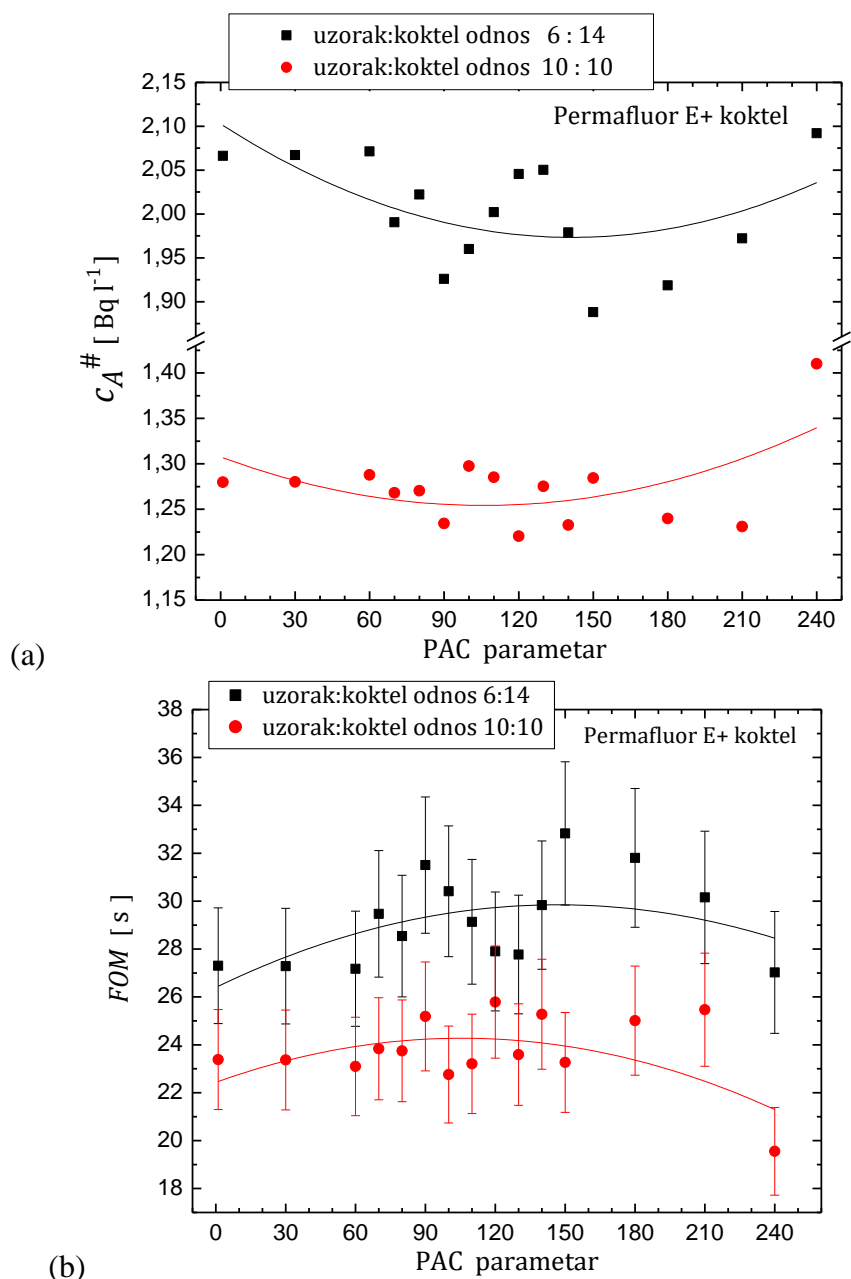 uzorak:koktel odnos 6 : 14
uzorak:koktel odnos 10 : 10
Permafluor E+ koktel
2,15
2,10
2,05
2,00
1,95
1,90
1,40
1,35
1,30
1,25
1,20
1,15
c_A^# [ Bq l^-1 ]
0 30 60 90 120 150 180 210 240
PAC parametar
(a)
uzorak:koktel odnos 6:14
uzorak:koktel odnos 10:10
Permafluor E+ koktel
38
36
34
32
30
28
26
24
22
20
18
FOM [ s ]
0 30 60 90 120 150 180 210 240
PAC parametar
(b)